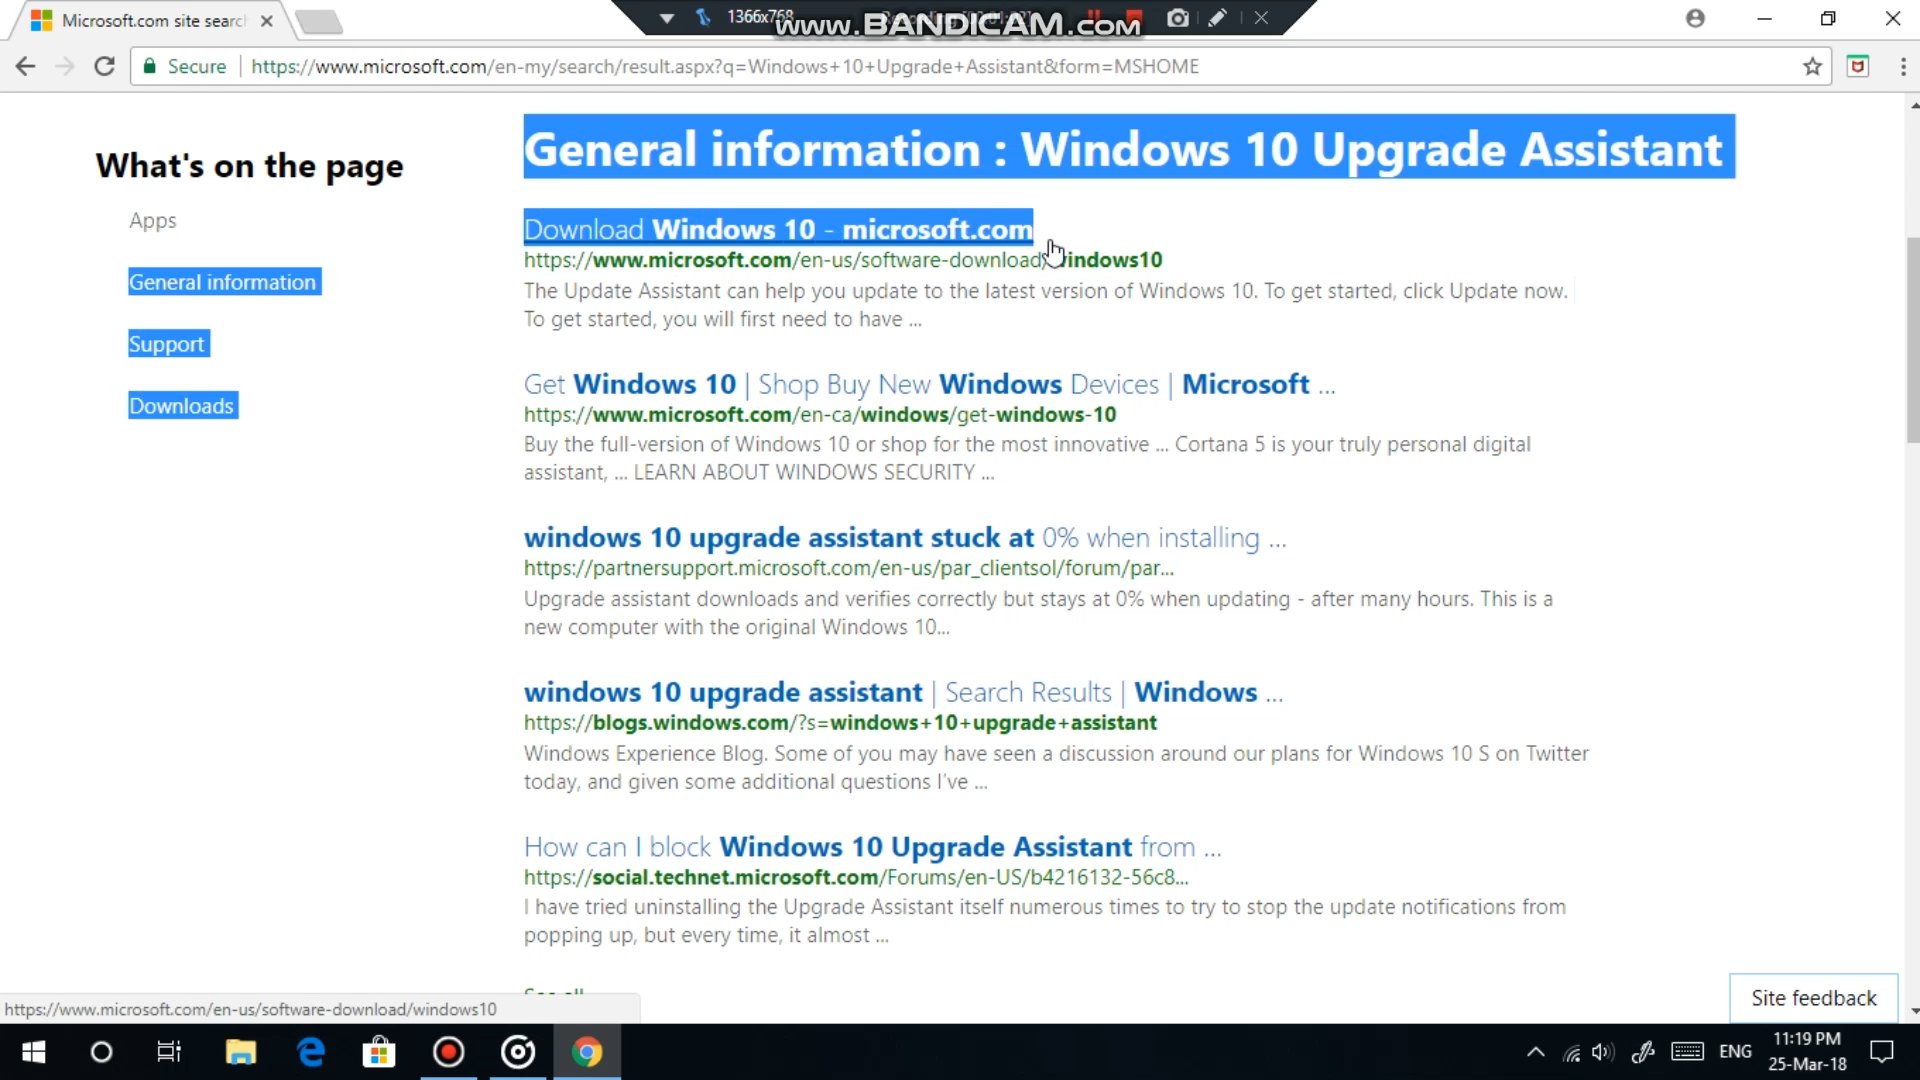 Microsoft.com site search
1366x768
www.BANDICAM.com
Secure
https://www.microsoft.com/en-my/search/result.aspx?q=Windows+10+Upgrade+Assistant&form=MSHOME
What's on the page
Apps
General information
Support
Downloads
General information : Windows 10 Upgrade Assistant
Download Windows 10 - microsoft.com
https://www.microsoft.com/en-us/software-download/windows10
The Update Assistant can help you update to the latest version of Windows 10. To get started, click Update now.
To get started, you will first need to have ...
Get Windows 10 | Shop Buy New Windows Devices | Microsoft ...
https://www.microsoft.com/en-ca/windows/get-windows-10
Buy the full-version of Windows 10 or shop for the most innovative ... Cortana 5 is your truly personal digital
assistant, ... LEARN ABOUT WINDOWS SECURITY ...
windows 10 upgrade assistant stuck at 0% when installing ...
https://partnersupport.microsoft.com/en-us/par_clientsol/forum/par...
Upgrade assistant downloads and verifies correctly but stays at 0% when updating - after many hours. This is a
new computer with the original Windows 10...
windows 10 upgrade assistant | Search Results | Windows ...
https://blogs.windows.com/?s=windows+10+upgrade+assistant
Windows Experience Blog. Some of you may have seen a discussion around our plans for Windows 10 S on Twitter
today, and given some additional questions I've ...
How can I block Windows 10 Upgrade Assistant from ...
https://social.technet.microsoft.com/Forums/en-US/b4216132-56c8...
I have tried uninstalling the Upgrade Assistant itself numerous times to try to stop the update notifications from
popping up, but every time, it almost ...
See all
Site feedback
https://www.microsoft.com/en-us/software-download/windows10
ENG
11:19 PM
25-Mar-18